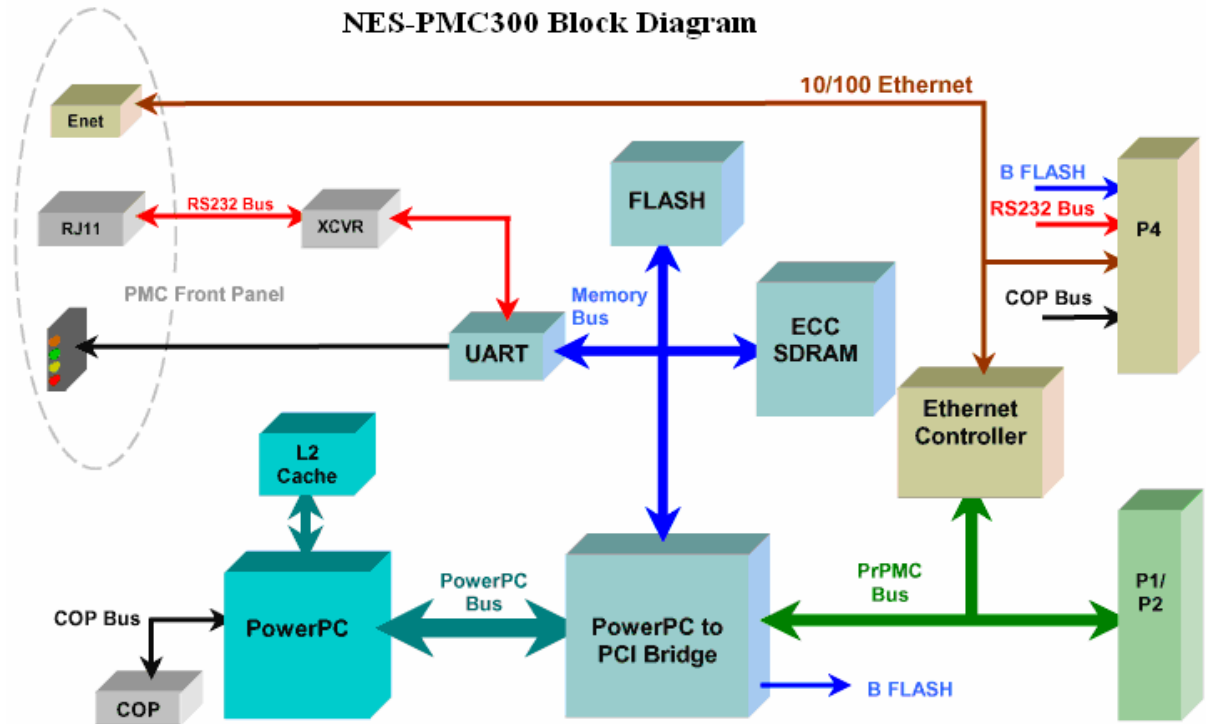 NES-PMC300 Block Diagram
10/100 Ethernet
Enet
B FLASH
FLASH
RS232 Bus
RS232 Bus
RJ11
XCVR
P4
PMC Front Panel
Memory
Bus
COP Bus
ECC
SDRAM
UART
Ethernet
Controller
L2
Cache
PowerPC
Bus
PrPMC
Bus
P1/
P2
COP Bus
PowerPC
PowerPC to
PCI Bridge
B FLASH
COP